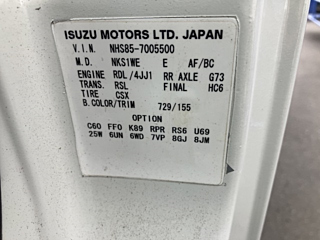 ISUZU MOTORS LTD. JAPAN
V.I.N. NHS85-7005500
M.D. NKS1WE E AF/BC
ENGINE RDL/4JJ1 RR AXLE G73
TRANS. RSL FINAL HC6
TIRE CSX
B.COLOR/TRIM 729/155
OPTION
C60 FF0 K89 RPR RS6 U69
25W 6UN 6WD 7VP 8GJ 8JM